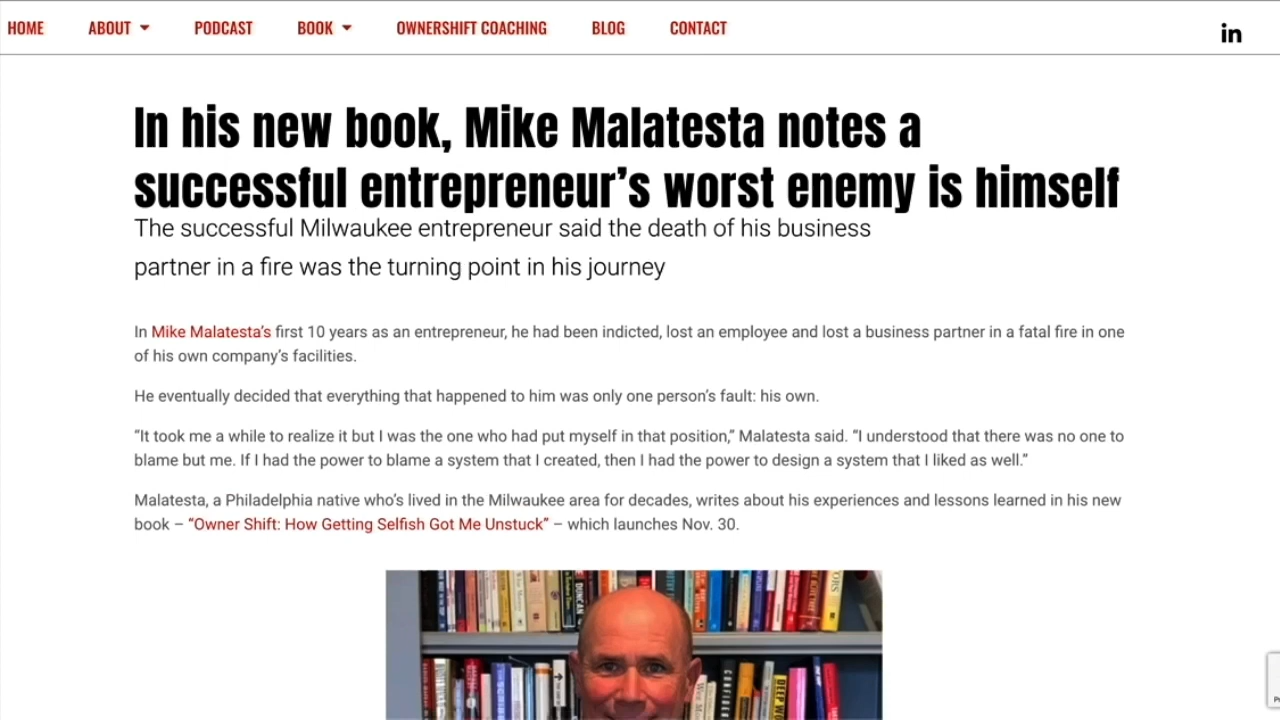 HOME ABOUT PODCAST BOOK OWNERSHIFT COACHING BLOG CONTACT in
In his new book, Mike Malatesta notes a
successful entrepreneur’s worst enemy is himself
The successful Milwaukee entrepreneur said the death of his business
partner in a fire was the turning point in his journey
In Mike Malatesta’s first 10 years as an entrepreneur, he had been indicted, lost an employee and lost a business partner in a fatal fire in one
of his own company’s facilities.
He eventually decided that everything that happened to him was only one person’s fault: his own.
“It took me a while to realize it but I was the one who had put myself in that position,” Malatesta said. “I understood that there was no one to
blame but me. If I had the power to blame a system that I created, then I had the power to design a system that I liked as well.”
Malatesta, a Philadelphia native who’s lived in the Milwaukee area for decades, writes about his experiences and lessons learned in his new
book – “Owner Shift: How Getting Selfish Got Me Unstuck” – which launches Nov. 30.
DUNCAN
DEEP WO